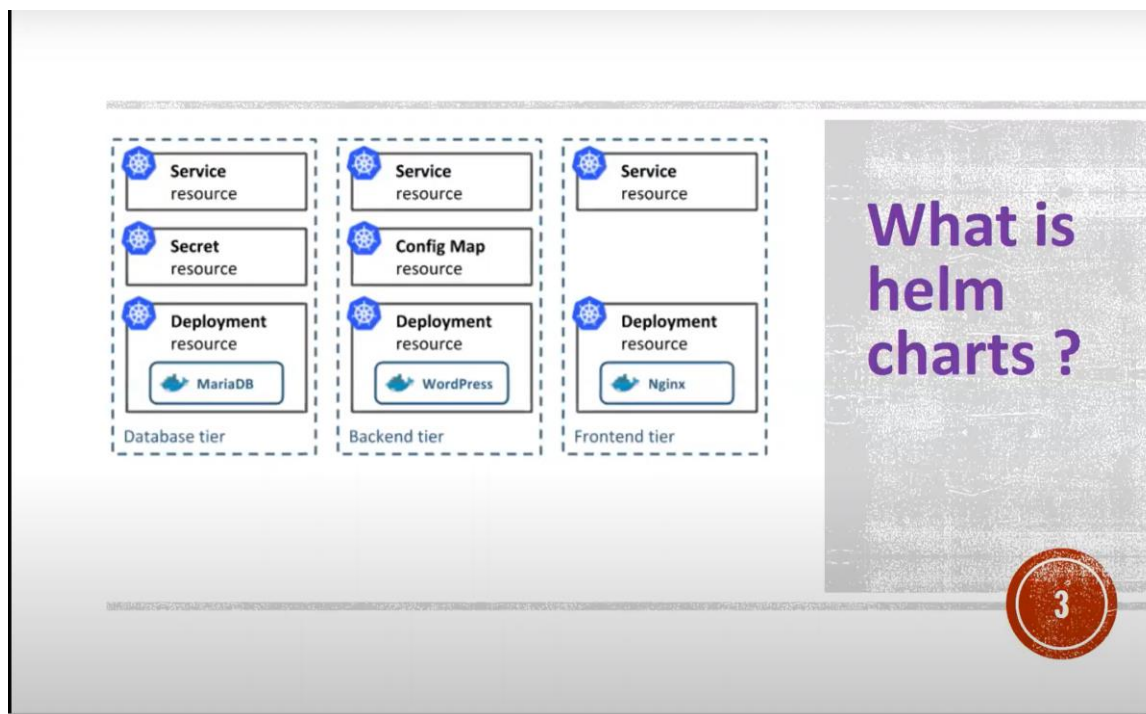 Service
resource
Secret
resource
Deployment
resource
MariaDB
Database tier
Service
resource
Config Map
resource
Deployment
resource
WordPress
Backend tier
Service
resource
Deployment
resource
Nginx
Frontend tier
What is
helm
charts ?
3